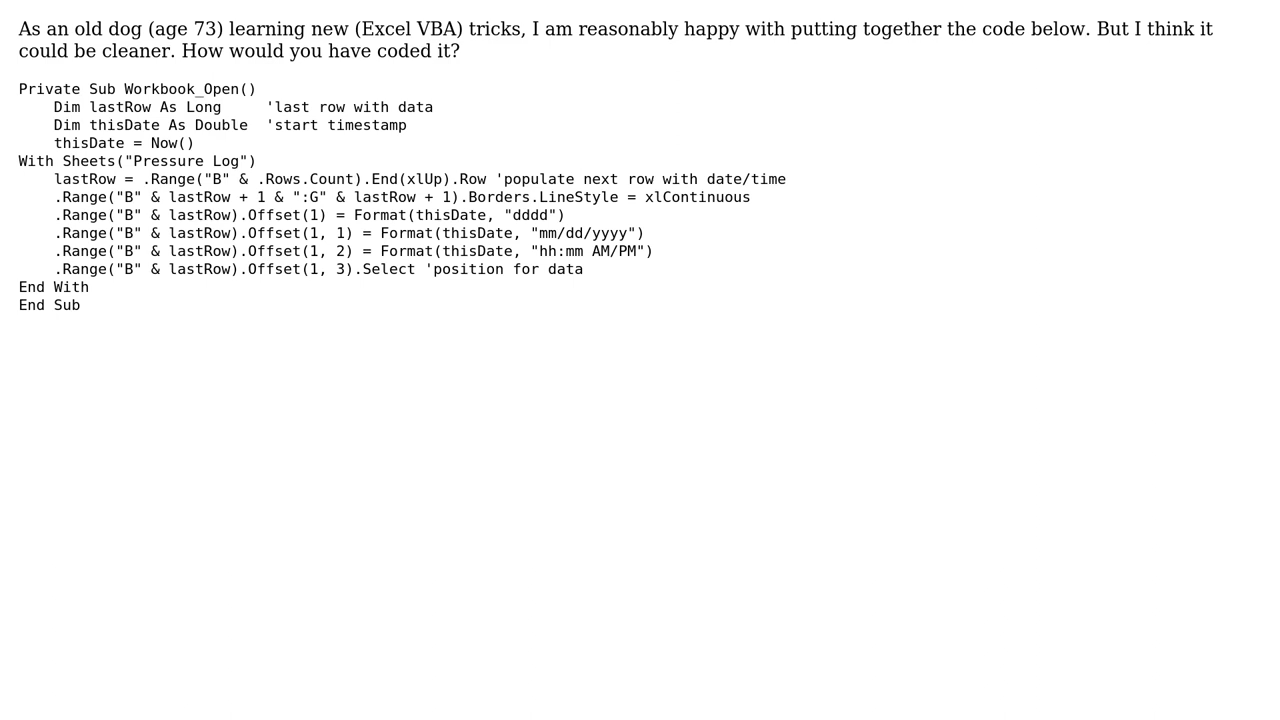 As an old dog (age 73) learning new (Excel VBA) tricks, I am reasonably happy with putting together the code below. But I think it
could be cleaner. How would you have coded it?
Private Sub Workbook_Open()
    Dim lastRow As Long     'last row with data
    Dim thisDate As Double  'start timestamp
    thisDate = Now()
With Sheets("Pressure Log")
    lastRow = .Range("B" & .Rows.Count).End(xlUp).Row 'populate next row with date/time
    .Range("B" & lastRow + 1 & ":G" & lastRow + 1).Borders.LineStyle = xlContinuous
    .Range("B" & lastRow).Offset(1) = Format(thisDate, "dddd")
    .Range("B" & lastRow).Offset(1, 1) = Format(thisDate, "mm/dd/yyyy")
    .Range("B" & lastRow).Offset(1, 2) = Format(thisDate, "hh:mm AM/PM")
    .Range("B" & lastRow).Offset(1, 3).Select 'position for data
End With
End Sub